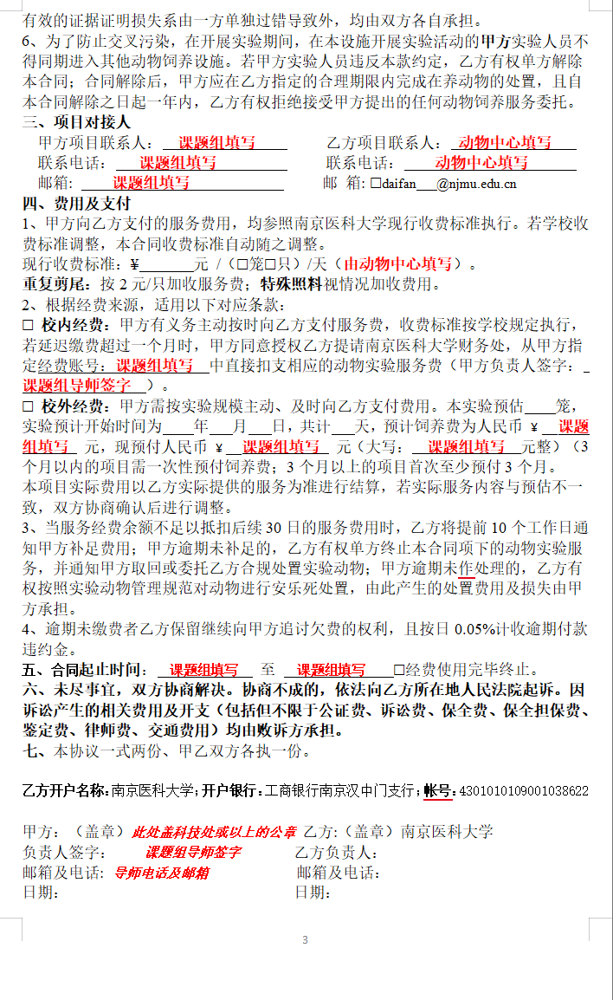 有效的证据证明损失系由一方单独过错导致外，均由双方各自承担。
6、为了防止交叉污染，在开展实验期间，在本设施开展实验活动的甲方实验人员不
得同期进入其他动物饲养设施。若甲方实验人员违反本款约定，乙方有权单方解除
本合同；合同解除后，甲方应在乙方指定的合理期限内完成在养动物的处置，且自
本合同解除之日起一年内，乙方有权拒绝接受甲方提出的任何动物饲养服务委托。
三、项目对接人
甲方项目联系人： 课题组填写 乙方项目联系人： 动物中心填写
联系电话： 课题组填写 联系电话： 动物中心填写
邮箱: 课题组填写 邮 箱: □daifan___@njmu.edu.cn
四、费用及支付
1、甲方向乙方支付的服务费用，均参照南京医科大学现行收费标准执行。若学校收
费标准调整，本合同收费标准自动随之调整。
现行收费标准：¥_______元 /（□笼□只）/天（由动物中心填写）。
重复剪尾：按 2 元/只加收服务费；特殊照料视情况加收费用。
2、根据经费来源，适用以下对应条款：
□ 校内经费：甲方有义务主动按时向乙方支付服务费，收费标准按学校规定执行，
若延迟缴费超过一个月时，甲方同意授权乙方提请南京医科大学财务处，从甲方指
定经费账号：课题组填写 中直接扣支相应的动物实验服务费（甲方负责人签字：_
课题组导师签字 ）。
□ 校外经费：甲方需按实验规模主动、及时向乙方支付费用。本实验预估____笼，
实验预计开始时间为____年___月___日，共计___天，预计饲养费为人民币 ￥__课题
组填写_ 元，现预付人民币 ￥__课题组填写_ 元（大写：__课题组填写__元整）（3
个月以内的项目需一次性预付饲养费；3 个月以上的项目首次至少预付 3 个月。
本项目实际费用以乙方实际提供的服务为准进行结算，若实际服务内容与预估不一
致，双方协商确认后进行调整。
3、当服务经费余额不足以抵扣后续 30 日的服务费用时，乙方将提前 10 个工作日通
知甲方补足费用；甲方逾期未补足的，乙方有权单方终止本合同项下的动物实验服
务，并通知甲方取回或委托乙方合规处置实验动物；甲方逾期未作处理的，乙方有
权按照实验动物管理规范对动物进行安乐死处置，由此产生的处置费用及损失由甲
方承担。
4、逾期未缴费者乙方保留继续向甲方追讨欠费的权利，且按日 0.05%计收逾期付款
违约金。
五、合同起止时间： 课题组填写 至 课题组填写 □经费使用完毕终止。
六、未尽事宜，双方协商解决。协商不成的，依法向乙方所在地人民法院起诉。因
诉讼产生的相关费用及开支（包括但不限于公证费、诉讼费、保全费、保全担保费、
鉴定费、律师费、交通费用）均由败诉方承担。
七、本协议一式两份、甲乙双方各执一份。
乙方开户名称:南京医科大学;开户银行:工商银行南京汉中门支行;帐号:4301010109001038622
甲方：（盖章）此处盖科技处或以上的公章 乙方:（盖章）南京医科大学
负责人签字： 课题组导师签字 乙方负责人：
邮箱及电话: 导师电话及邮箱 邮箱及电话：
日期： 日期：
3